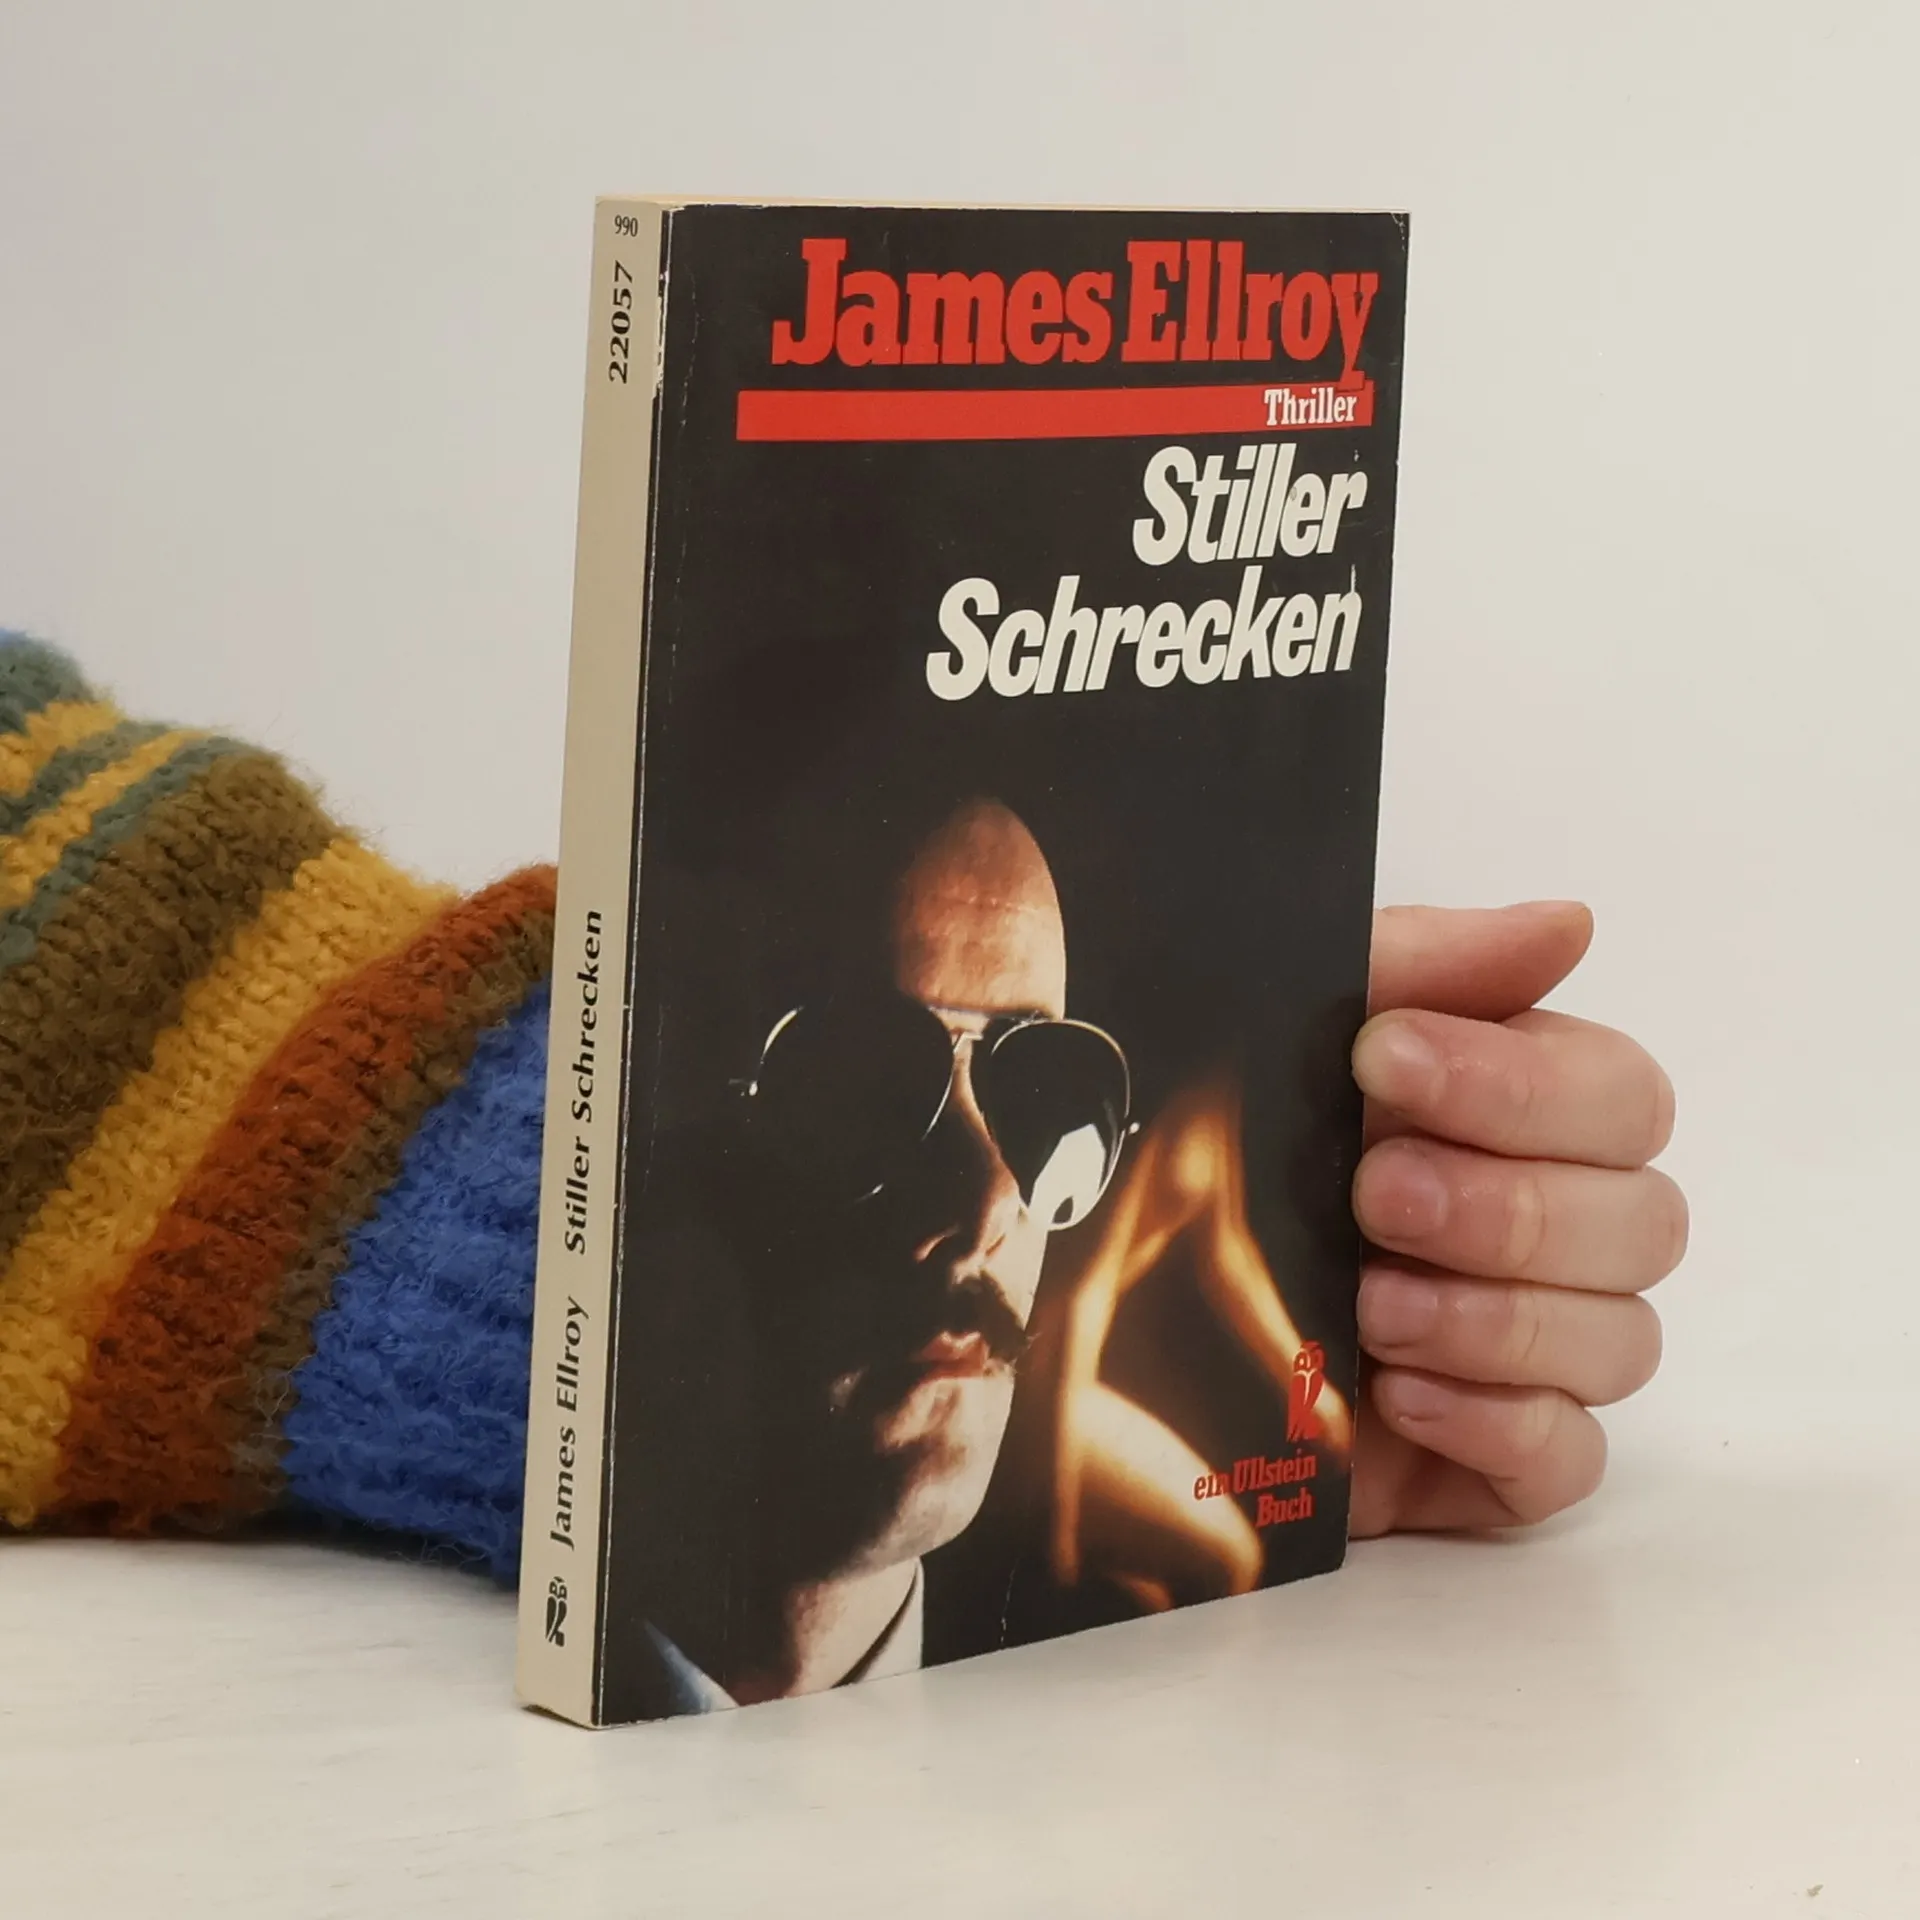 990
22057
James Ellroy Stiller Schrecken
James Ellroy
Thriller
Stiller
Schrecken
ein Ullstein
Buch